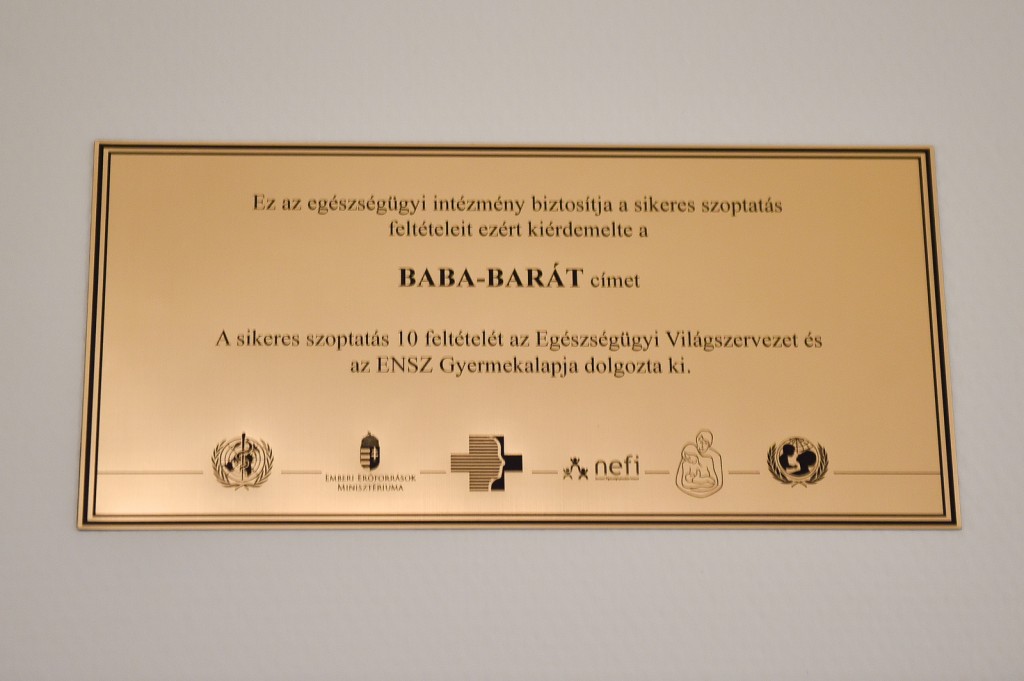 Ez az egészségügyi intézmény biztosítja a sikeres szoptatás
feltételeit ezért kiérdemelte a
BABA-BARÁT címet
A sikeres szoptatás 10 feltételét az Egészségügyi Világszervezet és
az ENSZ Gyermekalapja dolgozta ki.
EMBERI ERŐFORRÁSOK
MINISZTÉRIUMA
nefi